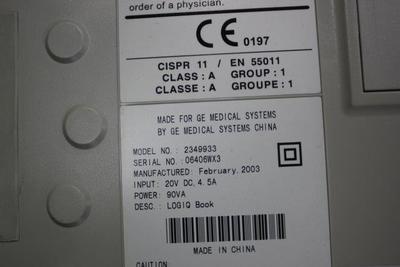 order of a physician.
CE 0197
CISPR 11 / EN 55011
CLASS : A GROUP : 1
CLASSE : A GROUPE : 1
MADE FOR GE MEDICAL SYSTEMS
BY GE MEDICAL SYSTEMS CHINA
MODEL NO. : 2349933
SERIAL NO. : 06406WX3
MANUFACTURED: February, 2003
INPUT: 20V DC, 4.5A
POWER: 90VA
DESC.: LOGIQ Book
MADE IN CHINA
CAUTION: